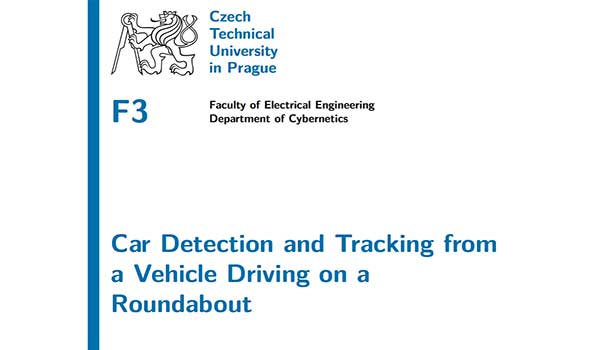 Czech
Technical
University
in Prague
F3
Faculty of Electrical Engineering
Department of Cybernetics
Car Detection and Tracking from
a Vehicle Driving on a
Roundabout